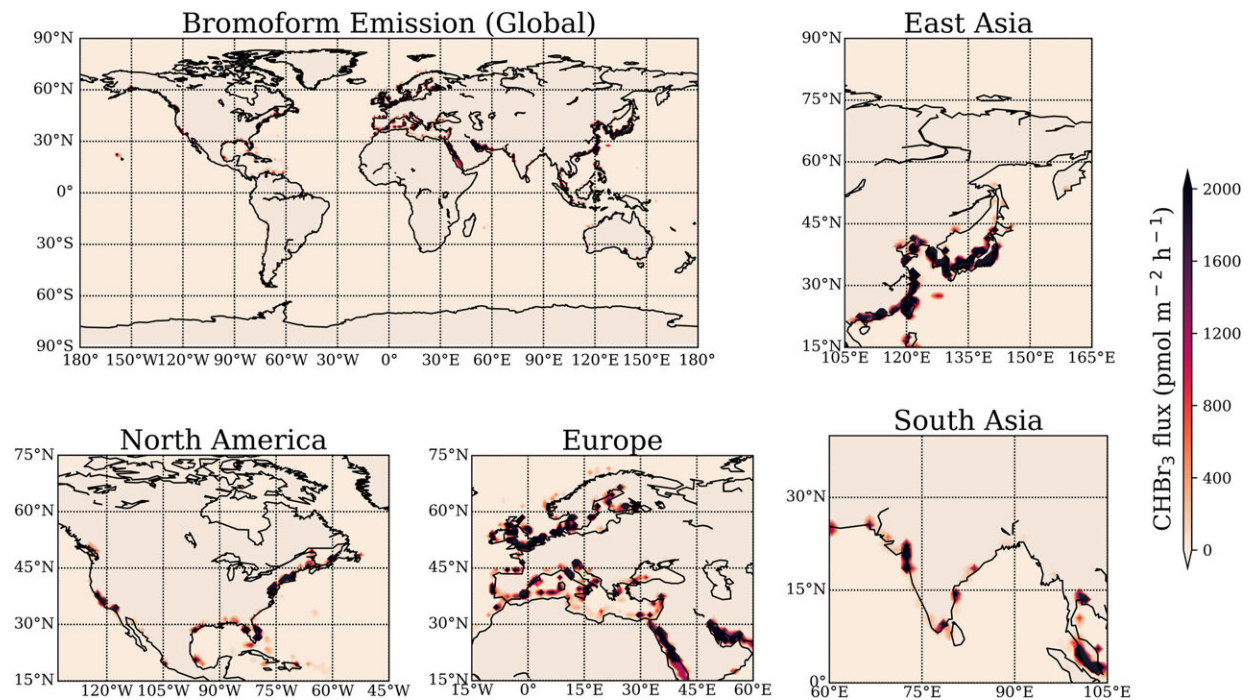 Bromoform Emission (Global)
90°N
60°N
30°N
0°
30°S
60°S
90°S
180° 150°W 120°W 90°W 60°W 30°W 0° 30°E 60°E 90°E 120°E 150°E 180°
East Asia
90°N
75°N
60°N
45°N
30°N
15°N
105°E 120°E 135°E 150°E 165°E
North America
75°N
60°N
45°N
30°N
15°N
120°W 105°W 90°W 75°W 60°W 45°W
Europe
75°N
60°N
45°N
30°N
15°N
15°W 0° 15°E 30°E 45°E 60°E
South Asia
30°N
15°N
0°
60°E 75°E 90°E 105°E
2000
1600
1200
800
400
0
CHBr₃ flux (pmol m⁻² h⁻¹)